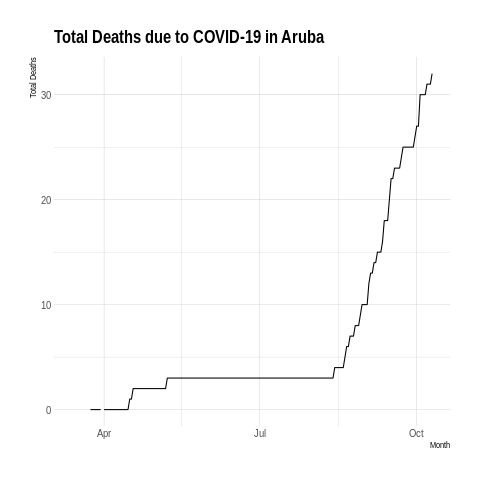 Total Deaths due to COVID-19 in Aruba
Total Deaths
30
20
10
0
Apr
Jul
Oct
Month